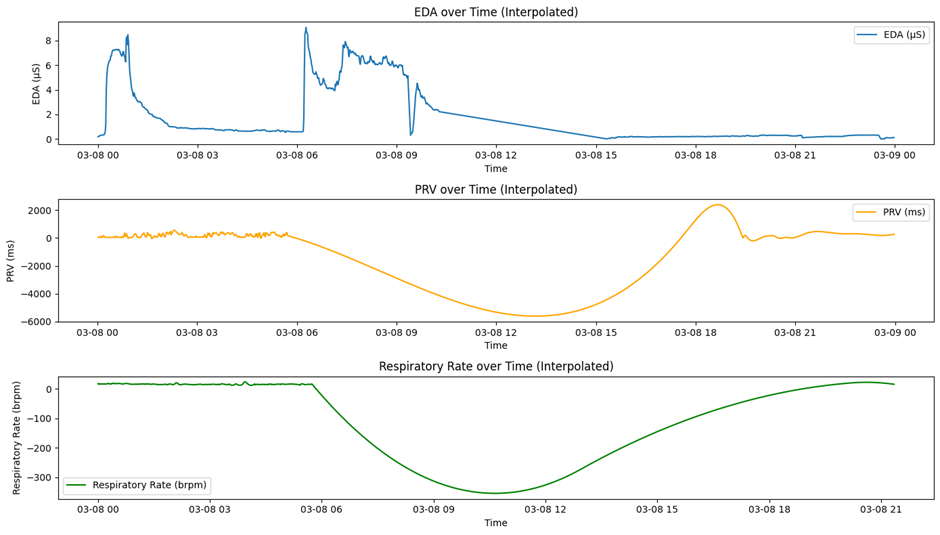 EDA over Time (Interpolated)
EDA (μS)
8
6
4
2
0
EDA (μS)
03-08 00 03-08 03 03-08 06 03-08 09 03-08 12 03-08 15 03-08 18 03-08 21 03-09 00
Time
PRV over Time (Interpolated)
PRV (ms)
2000
0
−2000
−4000
−6000
PRV (ms)
03-08 00 03-08 03 03-08 06 03-08 09 03-08 12 03-08 15 03-08 18 03-08 21 03-09 00
Time
Respiratory Rate over Time (Interpolated)
0
−100
−200
−300
Respiratory Rate (brpm)
Respiratory Rate (brpm)
03-08 00 03-08 03 03-08 06 03-08 09 03-08 12 03-08 15 03-08 18 03-08 21
Time